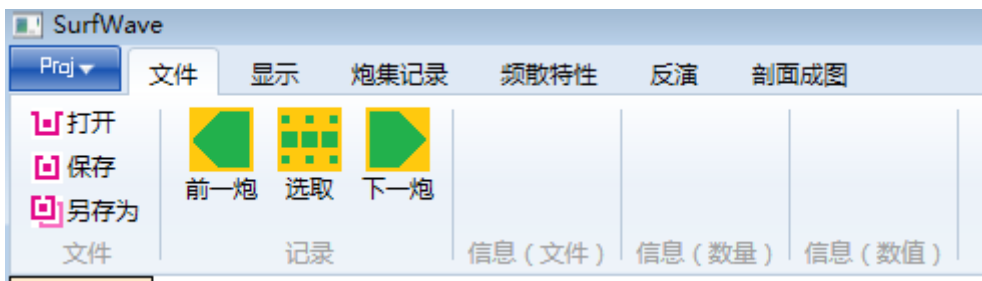 SurfWave
Proj 文件 显示 炮集记录 频散特性 反演 剖面成图
打开
保存
另存为
前一炮 选取 下一炮
文件 记录 信息（文件） 信息（数量） 信息（数值）